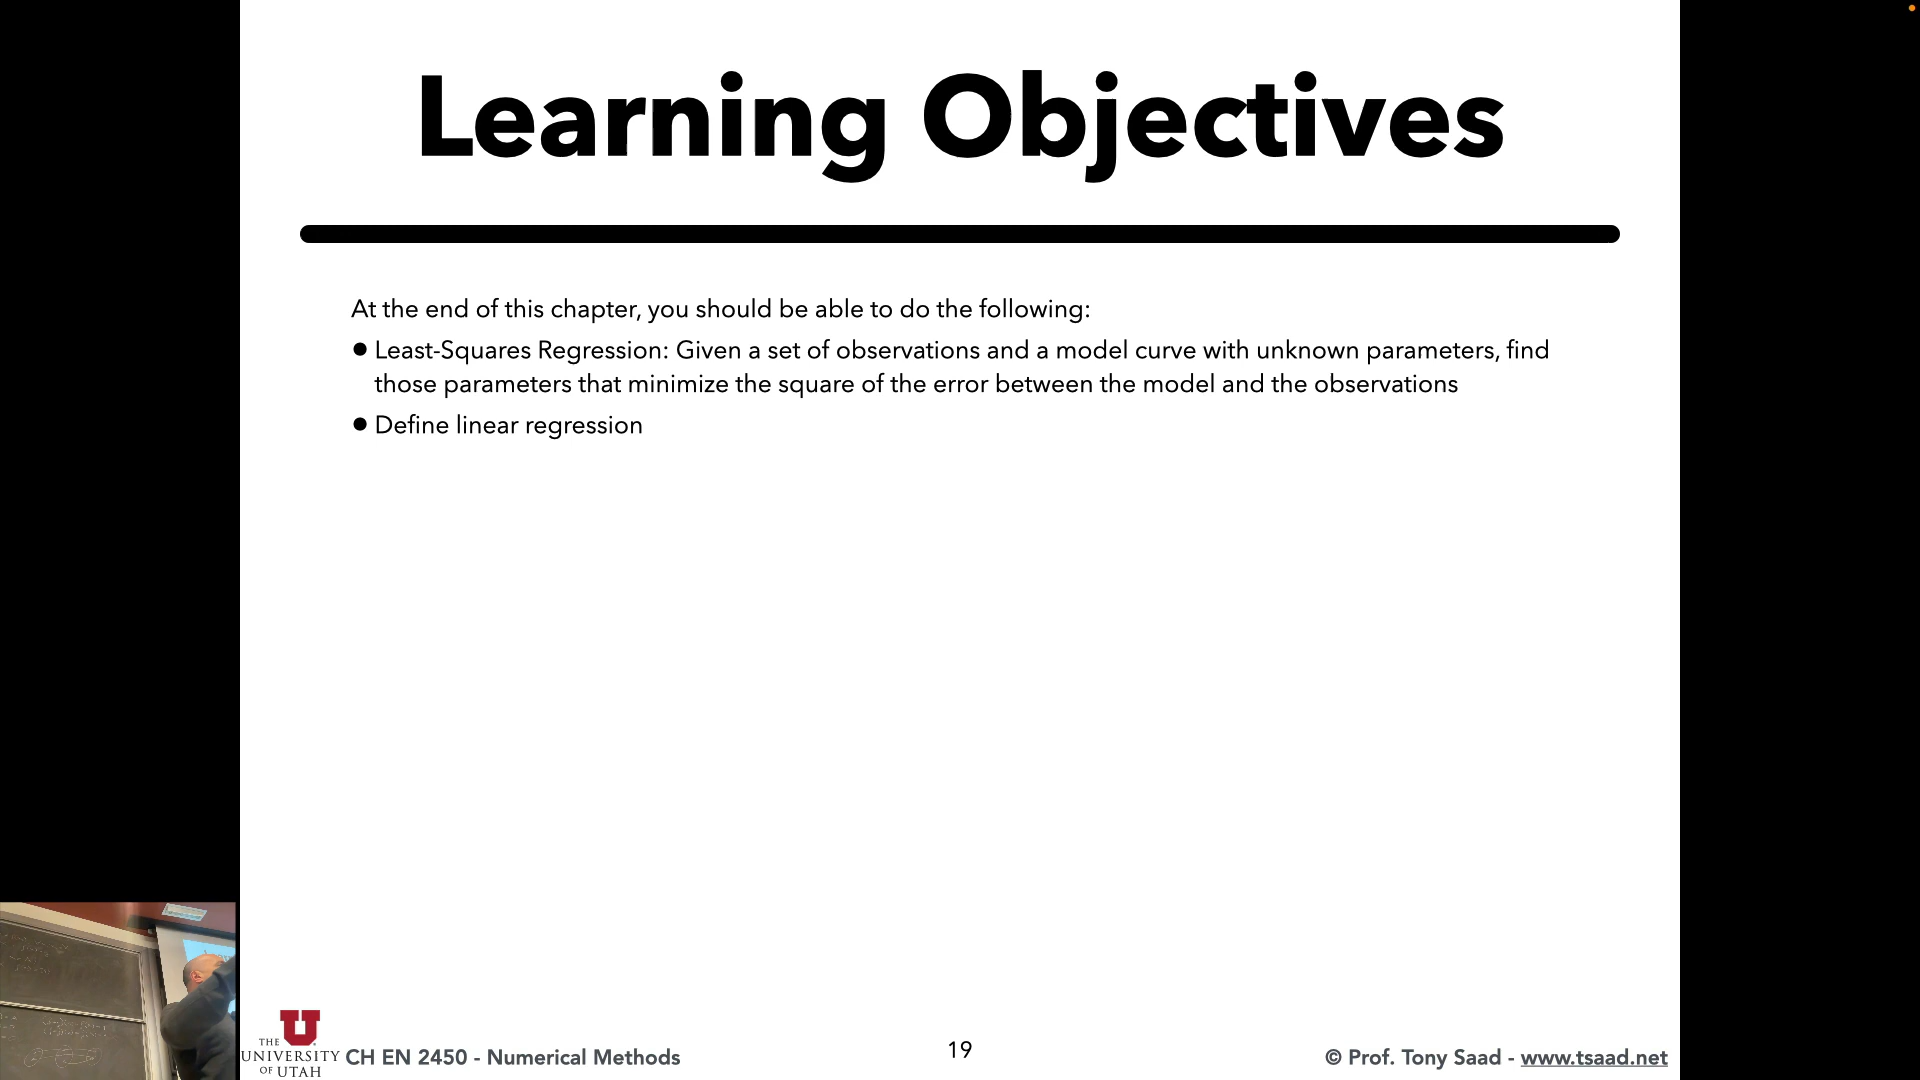 Learning Objectives
At the end of this chapter, you should be able to do the following:
● Least-Squares Regression: Given a set of observations and a model curve with unknown parameters, find
those parameters that minimize the square of the error between the model and the observations
● Define linear regression
THE
UNIVERSITY
OF UTAH
CH EN 2450 - Numerical Methods
19
© Prof. Tony Saad - www.tsaad.net